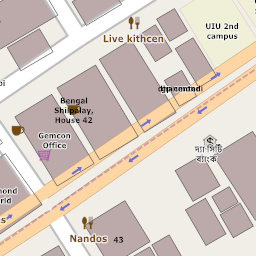 UIU 2nd
campus
Live kithcen
Bengal
Shilpalay,
House 42
Gemcon
Office
দ্য সিটি
ব্যাংক
Nandos
43